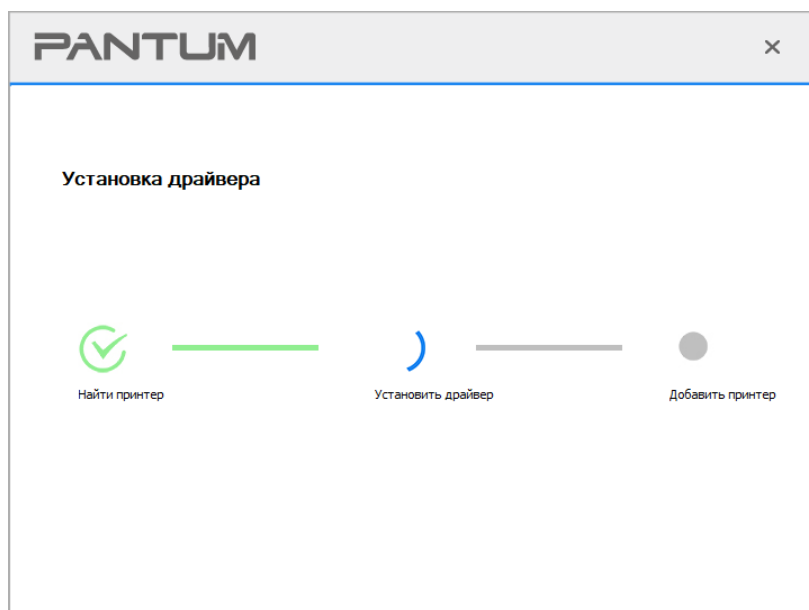 PANTUM
Установка драйвера
Найти принтер
Установить драйвер
Добавить принтер